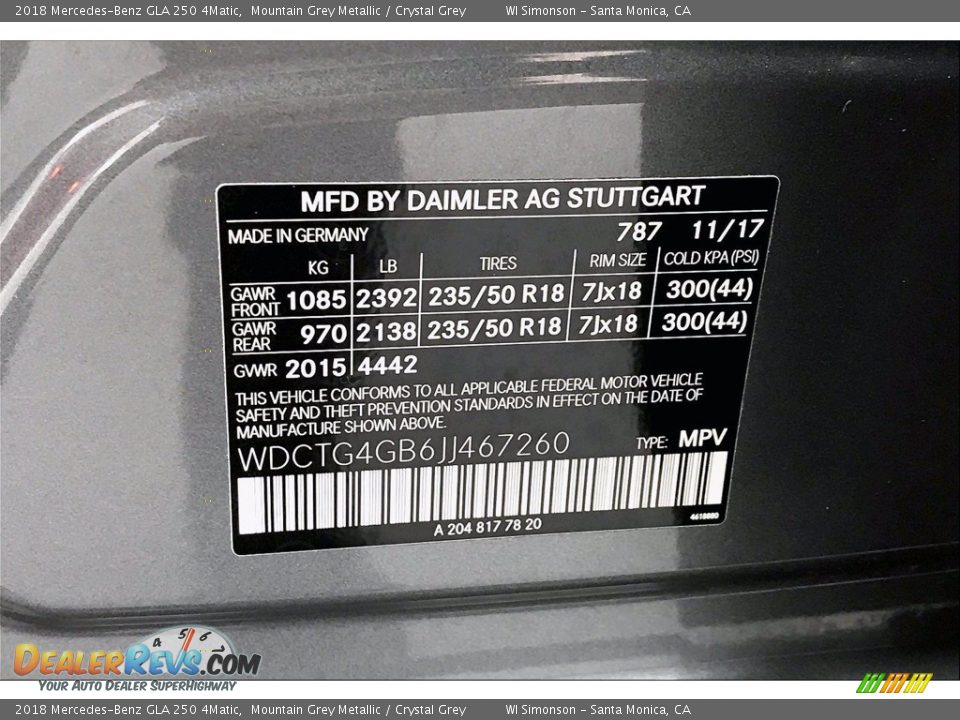 2018 Mercedes-Benz GLA 250 4Matic, Mountain Grey Metallic / Crystal Grey WI Simonson - Santa Monica, CA
MFD BY DAIMLER AG STUTTGART
MADE IN GERMANY 787 11/17
KG LB TIRES RIM SIZE COLD KPA (PSI)
GAWR FRONT 1085 2392 235/50 R18 7Jx18 300(44)
GAWR REAR 970 2138 235/50 R18 7Jx18 300(44)
GVWR 2015 4442
THIS VEHICLE CONFORMS TO ALL APPLICABLE FEDERAL MOTOR VEHICLE
SAFETY AND THEFT PREVENTION STANDARDS IN EFFECT ON THE DATE OF
MANUFACTURE SHOWN ABOVE.
WDCTG4GB6JJ467260 TYPE: MPV
A 204 817 78 20
4 5 6
DEALERREVS.COM
YOUR AUTO DEALER SUPERHIGHWAY
2018 Mercedes-Benz GLA 250 4Matic, Mountain Grey Metallic / Crystal Grey WI Simonson - Santa Monica, CA